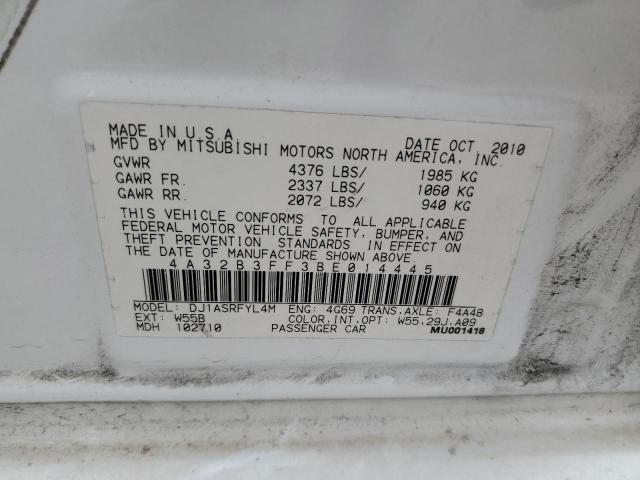 MADE IN U.S.A. DATE OCT. 2010
MFD BY MITSUBISHI MOTORS NORTH AMERICA, INC.
GVWR 4376 LBS/ 1985 KG
GAWR FR. 2337 LBS/ 1060 KG
GAWR RR. 2072 LBS/ 940 KG
THIS VEHICLE CONFORMS TO ALL APPLICABLE
FEDERAL MOTOR VEHICLE SAFETY, BUMPER, AND
THEFT PREVENTION STANDARDS IN EFFECT ON
THE DATE OF MANUFACTURE SHOWN ABOVE
4A32B3FF3BE014445
MODEL: DJ1ASRFYL4M ENG: 4G69 TRANS.AXLE: F4A4B
EXT: W55B COLOR,INT,OPT: W55.29J.A09
MDH 102710 PASSENGER CAR MU001418